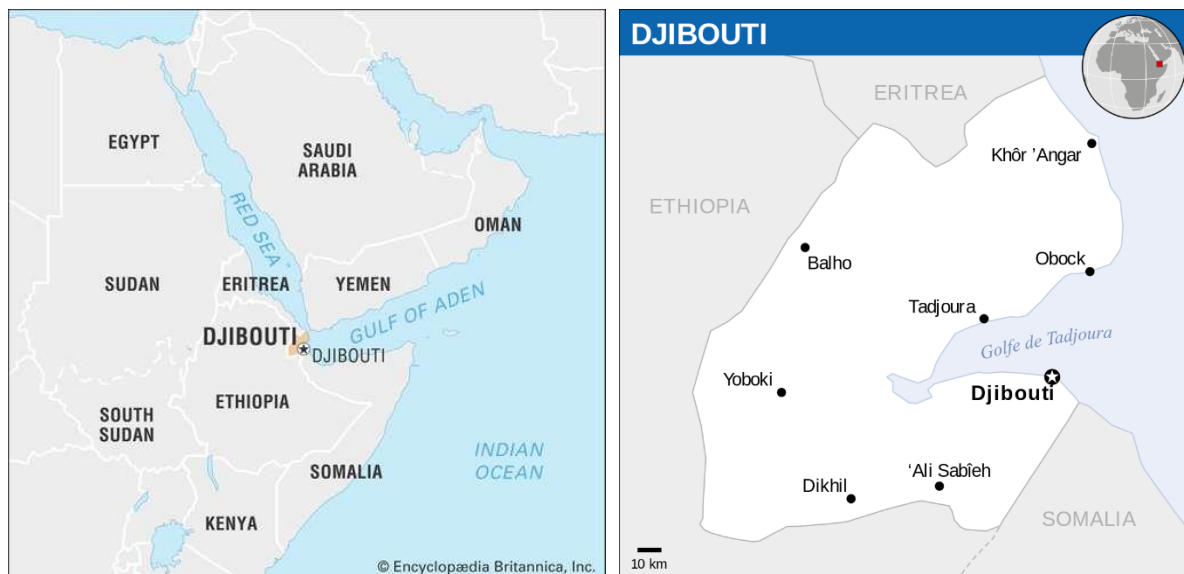 EGYPT
SAUDI
ARABIA
RED SEA
OMAN
SUDAN
ERITREA
YEMEN
GULF OF ADEN
DJIBOUTI
DJIBOUTI
ETHIOPIA
SOUTH
SUDAN
INDIAN
OCEAN
SOMALIA
KENYA
© Encyclopædia Britannica, Inc.
DJIBOUTI
ERITREA
Khôr ’Angar
ETHIOPIA
Balho
Obock
Tadjoura
Golfe de Tadjoura
Yoboki
Djibouti
‘Ali Sabîeh
Dikhil
SOMALIA
10 km